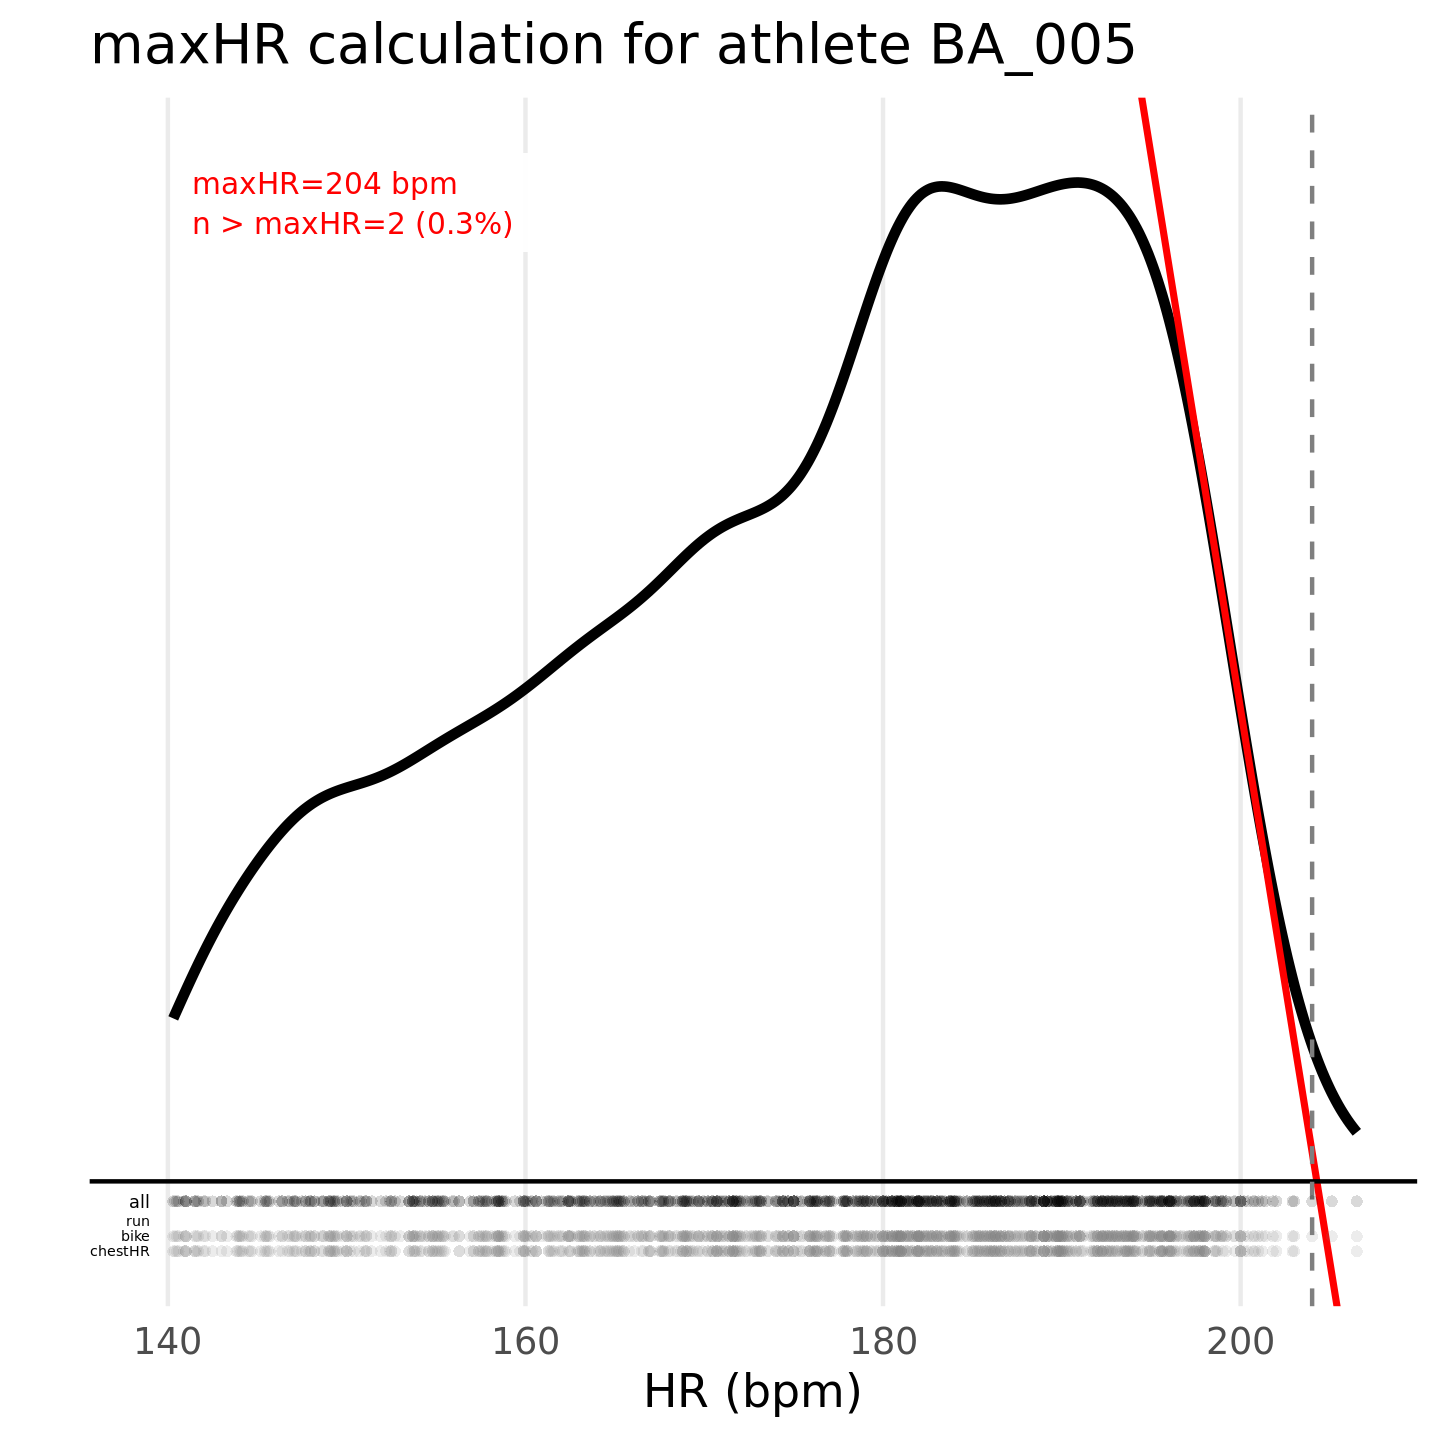 maxHR calculation for athlete BA_005
maxHR=204 bpm
n > maxHR=2 (0.3%)
all
run
bike
chestHR
140 160 180 200
HR (bpm)